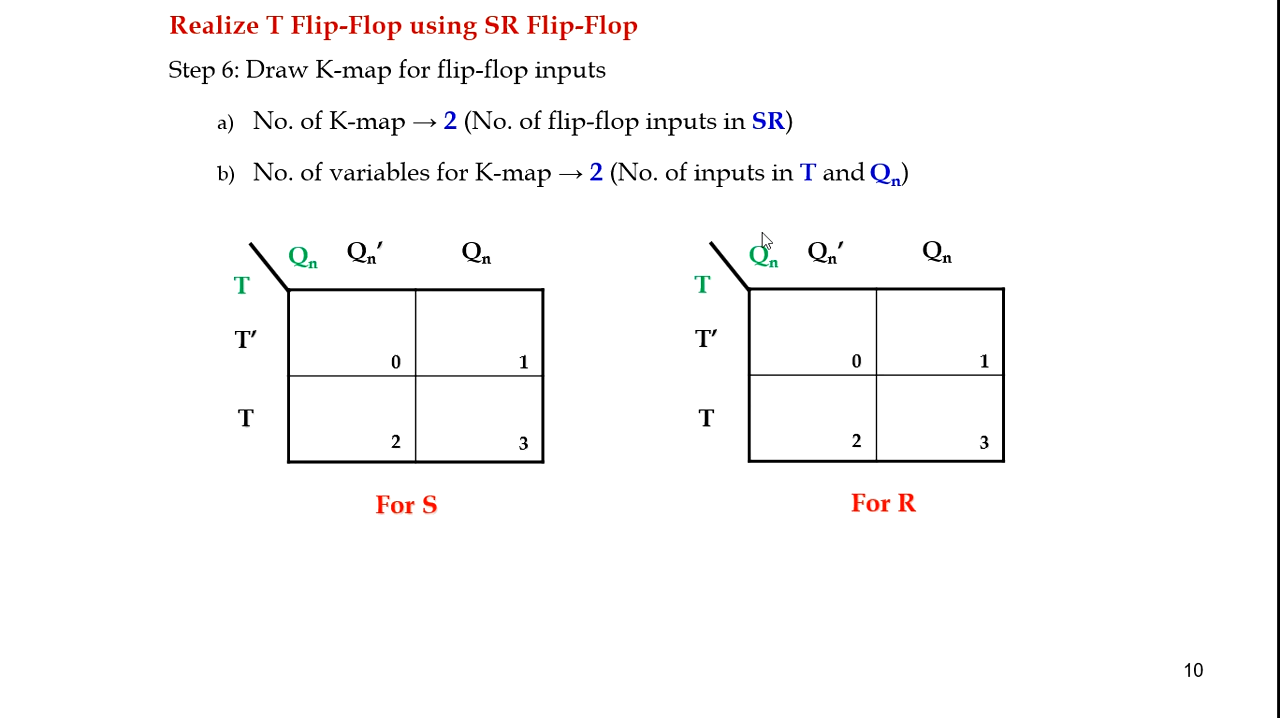 Realize T Flip-Flop using SR Flip-Flop
Step 6: Draw K-map for flip-flop inputs
a) No. of K-map → 2 (No. of flip-flop inputs in SR)
b) No. of variables for K-map → 2 (No. of inputs in T and Qn)
Qn Qn′ Qn
T
T′
0 1
T
2 3
For S
Qn Qn′ Qn
T
T′
0 1
T
2 3
For R
10